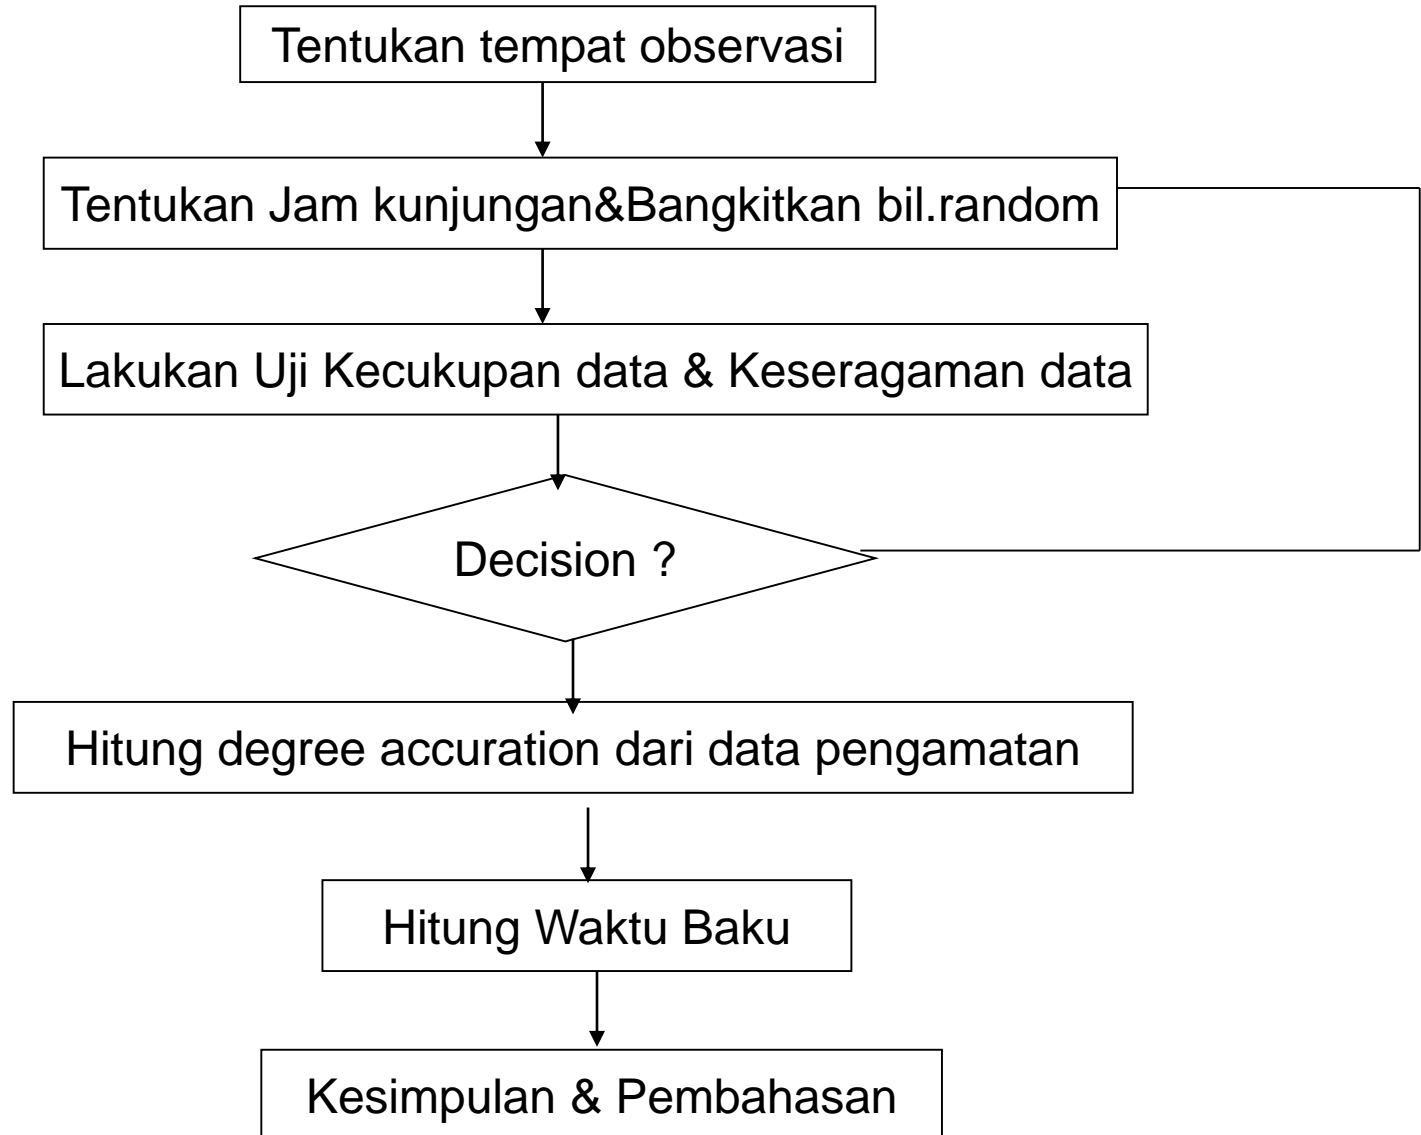 Tentukan tempat observasi
Tentukan Jam kunjungan&Bangkitkan bil.random
Lakukan Uji Kecukupan data & Keseragaman data
Decision ?
Hitung degree accuration dari data pengamatan
Hitung Waktu Baku
Kesimpulan & Pembahasan